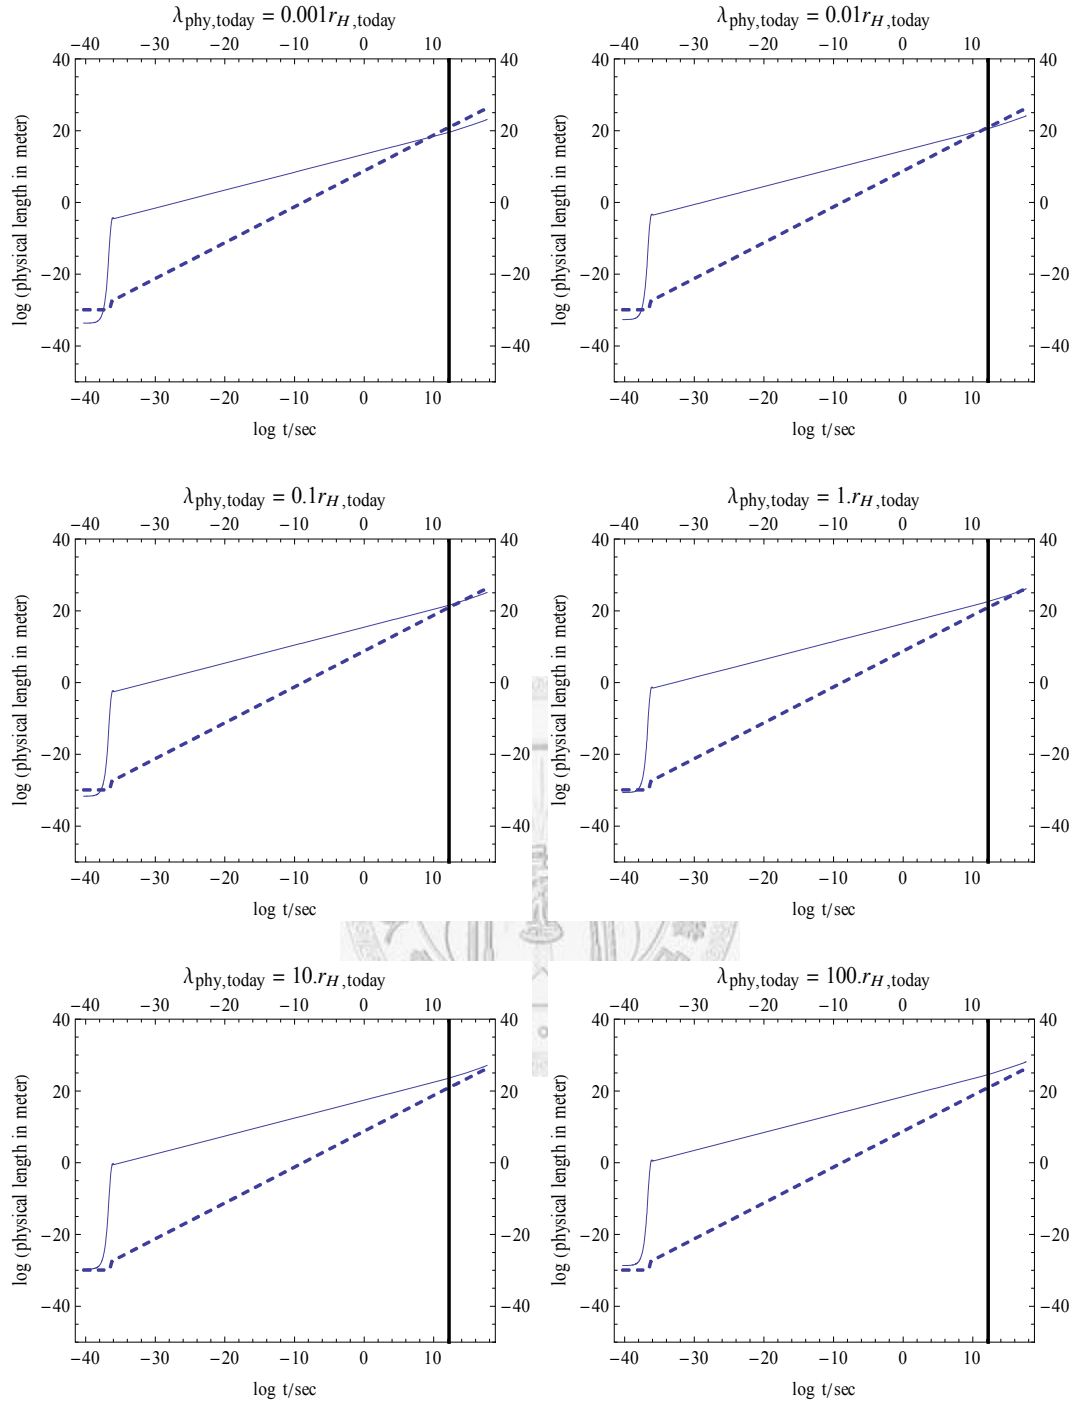 λphy,today = 0.001rH,today
−40 −30 −20 −10 0 10
40 20 0 −20 −40
40 20 0 −20 −40
log (physical length in meter)
−40 −30 −20 −10 0 10
log t/sec
λphy,today = 0.01rH,today
−40 −30 −20 −10 0 10
40 20 0 −20 −40
40 20 0 −20 −40
log (physical length in meter)
−40 −30 −20 −10 0 10
log t/sec
λphy,today = 0.1rH,today
−40 −30 −20 −10 0 10
40 20 0 −20 −40
40 20 0 −20 −40
log (physical length in meter)
−40 −30 −20 −10 0 10
log t/sec
λphy,today = 1.rH,today
−40 −30 −20 −10 0 10
40 20 0 −20 −40
40 20 0 −20 −40
log (physical length in meter)
−40 −30 −20 −10 0 10
log t/sec
λphy,today = 10.rH,today
−40 −30 −20 −10 0 10
40 20 0 −20 −40
40 20 0 −20 −40
log (physical length in meter)
−40 −30 −20 −10 0 10
log t/sec
λphy,today = 100.rH,today
−40 −30 −20 −10 0 10
40 20 0 −20 −40
40 20 0 −20 −40
log (physical length in meter)
−40 −30 −20 −10 0 10
log t/sec